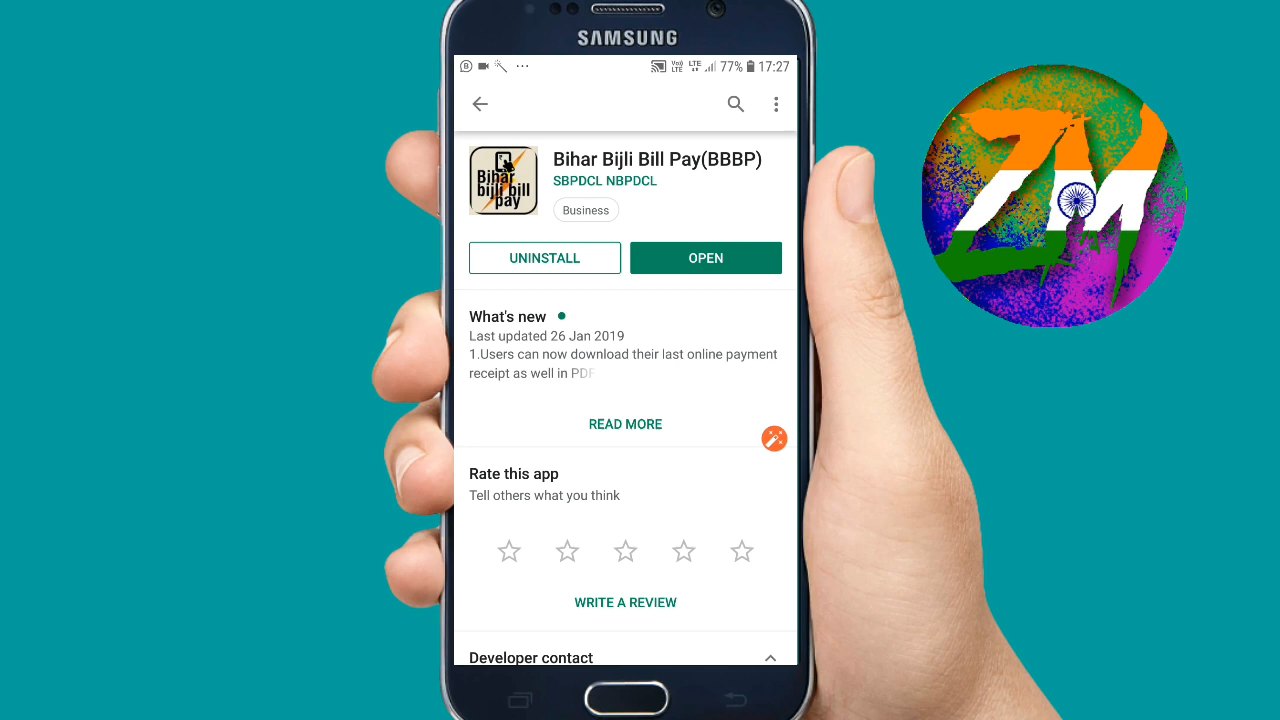 SAMSUNG
77% 17:27
Bihar Bijli Bill Pay(BBBP)
SBPDCL NBPDCL
Bihar
bijli bill
pay
Business
UNINSTALL
OPEN
What's new
Last updated 26 Jan 2019
1.Users can now download their last online payment
receipt as well in PDF
READ MORE
Rate this app
Tell others what you think
WRITE A REVIEW
Developer contact
ZM